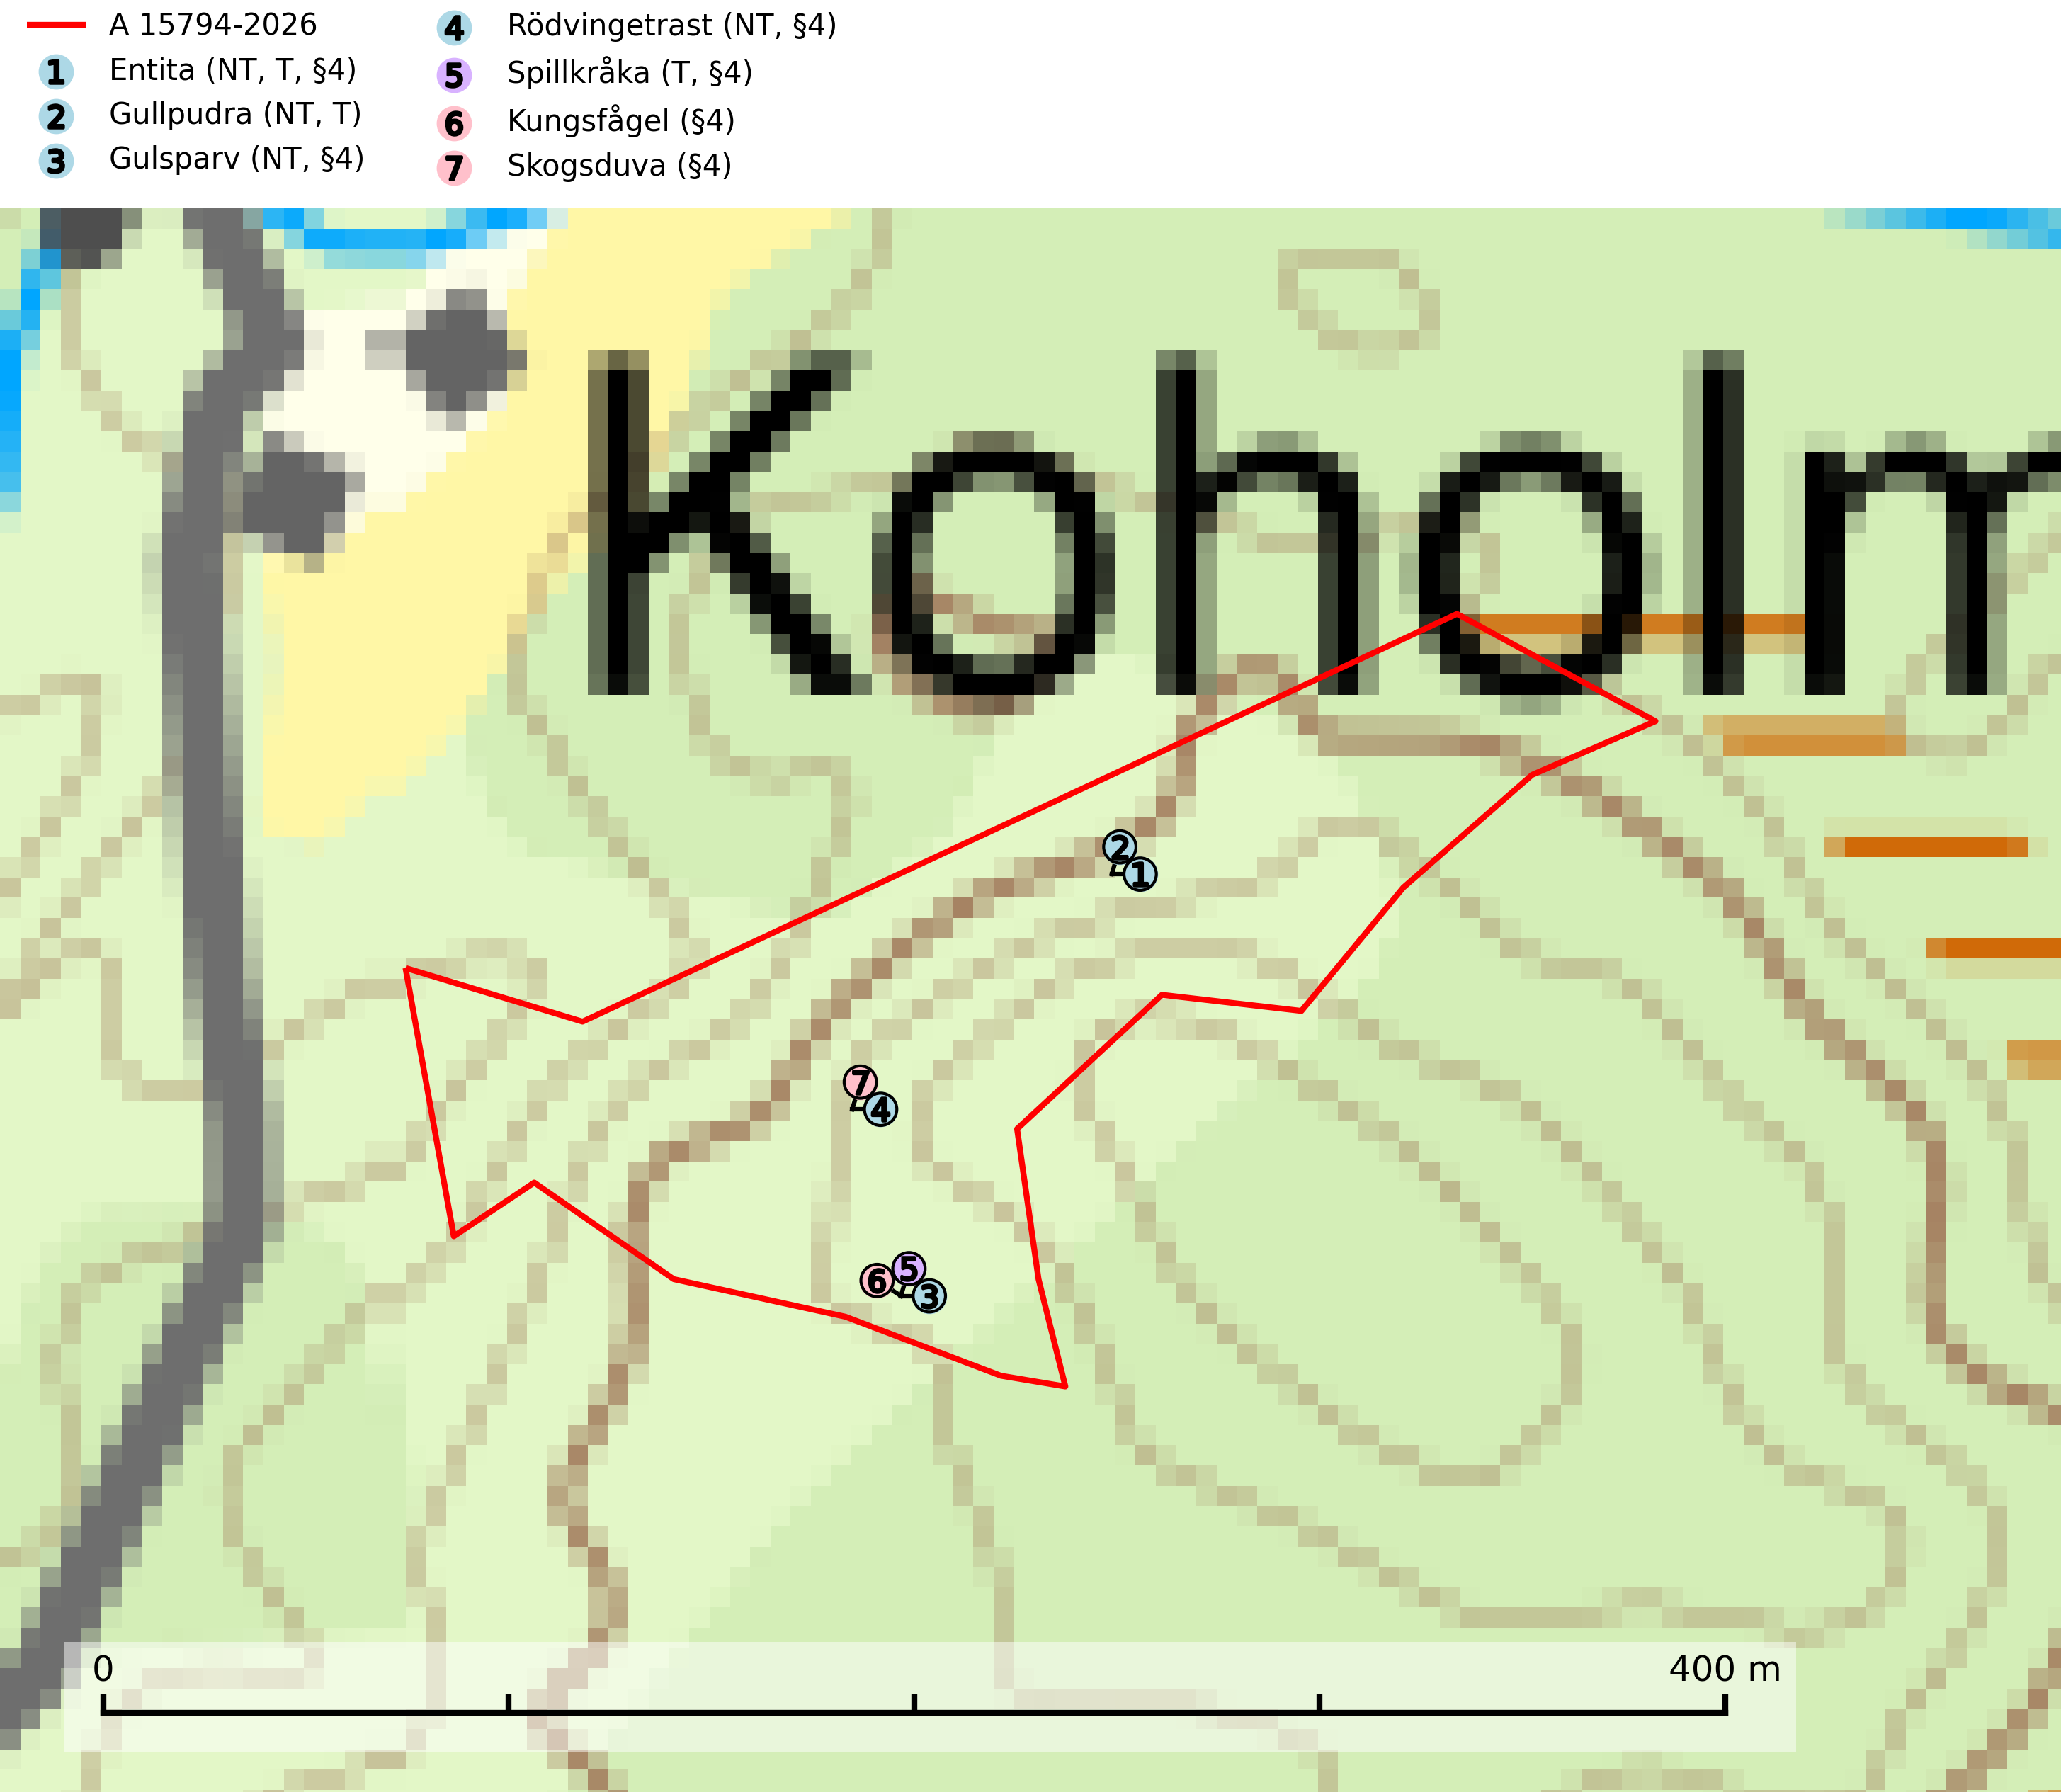 A 15794-2026
1 Entita (NT, T, §4)
2 Gullpudra (NT, T)
3 Gulsparv (NT, §4)
4 Rödvingetrast (NT, §4)
5 Spillkråka (T, §4)
6 Kungsfågel (§4)
7 Skogsduva (§4)
Koholm
2
1
7
4
5
6
3
0 400 m